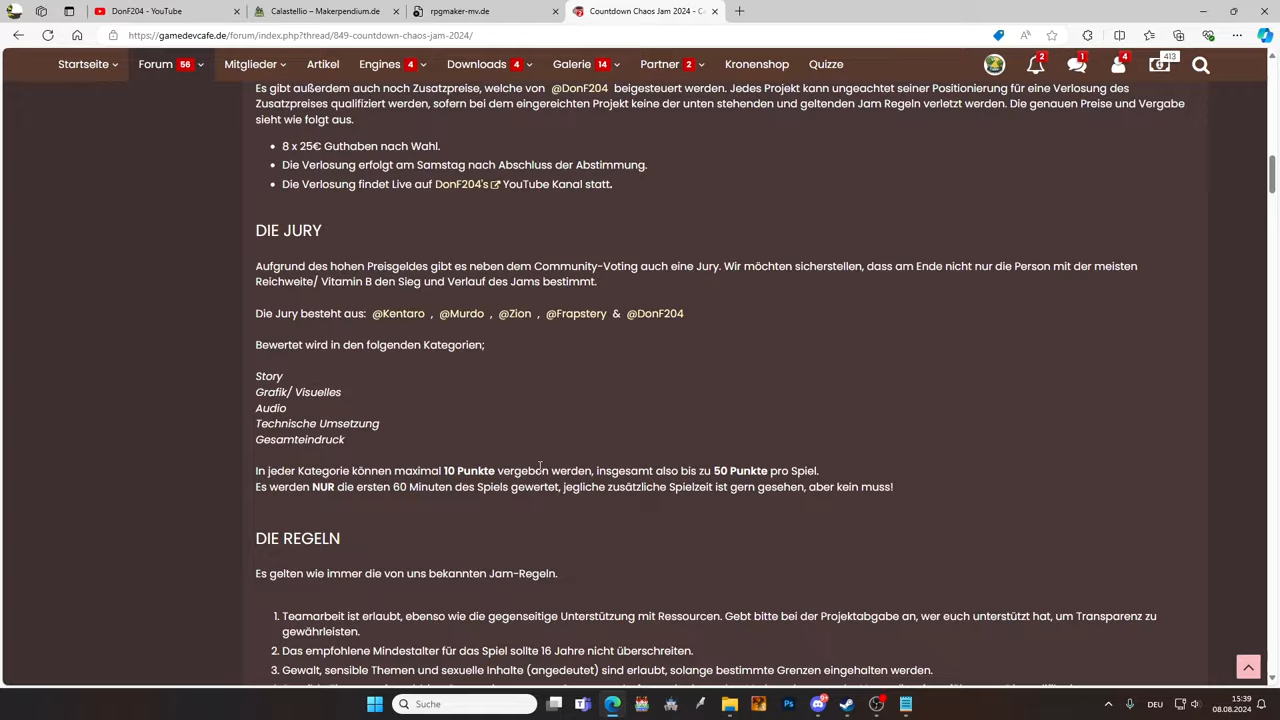 DonF204 - YouTube
Calastellio – Makerpendium.de
rpgmaker-mv.de
Countdown Chaos Jam 2024 - Ga
https://gamedevcafe.de/forum/index.php?thread/849-countdown-chaos-jam-2024/
Startseite Forum 56 Mitglieder Artikel Engines 4 Downloads 4 Galerie 14 Partner 2 Kronenshop Quizze 2 1 4 413
Es gibt außerdem auch noch Zusatzpreise, welche von @DonF204 beigesteuert werden. Jedes Projekt kann ungeachtet seiner Positionierung für eine Verlosung des
Zusatzpreises qualifiziert werden, sofern bei dem eingereichten Projekt keine der unten stehenden und geltenden Jam Regeln verletzt werden. Die genauen Preise und Vergabe
sieht wie folgt aus.
• 8 x 25€ Guthaben nach Wahl.
• Die Verlosung erfolgt am Samstag nach Abschluss der Abstimmung.
• Die Verlosung findet Live auf DonF204's YouTube Kanal statt.
DIE JURY
Aufgrund des hohen Preisgeldes gibt es neben dem Community-Voting auch eine Jury. Wir möchten sicherstellen, dass am Ende nicht nur die Person mit der meisten
Reichweite/ Vitamin B den Sieg und Verlauf des Jams bestimmt.
Die Jury besteht aus: @Kentaro , @Murdo , @Zion , @Frapstery & @DonF204
Bewertet wird in den folgenden Kategorien;
Story
Grafik/ Visuelles
Audio
Technische Umsetzung
Gesamteindruck
In jeder Kategorie können maximal 10 Punkte vergeben werden, insgesamt also bis zu 50 Punkte pro Spiel.
Es werden NUR die ersten 60 Minuten des Spiels gewertet, jegliche zusätzliche Spielzeit ist gern gesehen, aber kein muss!
DIE REGELN
Es gelten wie immer die von uns bekannten Jam-Regeln.
1. Teamarbeit ist erlaubt, ebenso wie die gegenseitige Unterstützung mit Ressourcen. Gebt bitte bei der Projektabgabe an, wer euch unterstützt hat, um Transparenz zu
gewährleisten.
2. Das empfohlene Mindestalter für das Spiel sollte 16 Jahre nicht überschreiten.
3. Gewalt, sensible Themen und sexuelle Inhalte (angedeutet) sind erlaubt, solange bestimmte Grenzen eingehalten werden.
Suche
DEU
15:39
08.08.2024